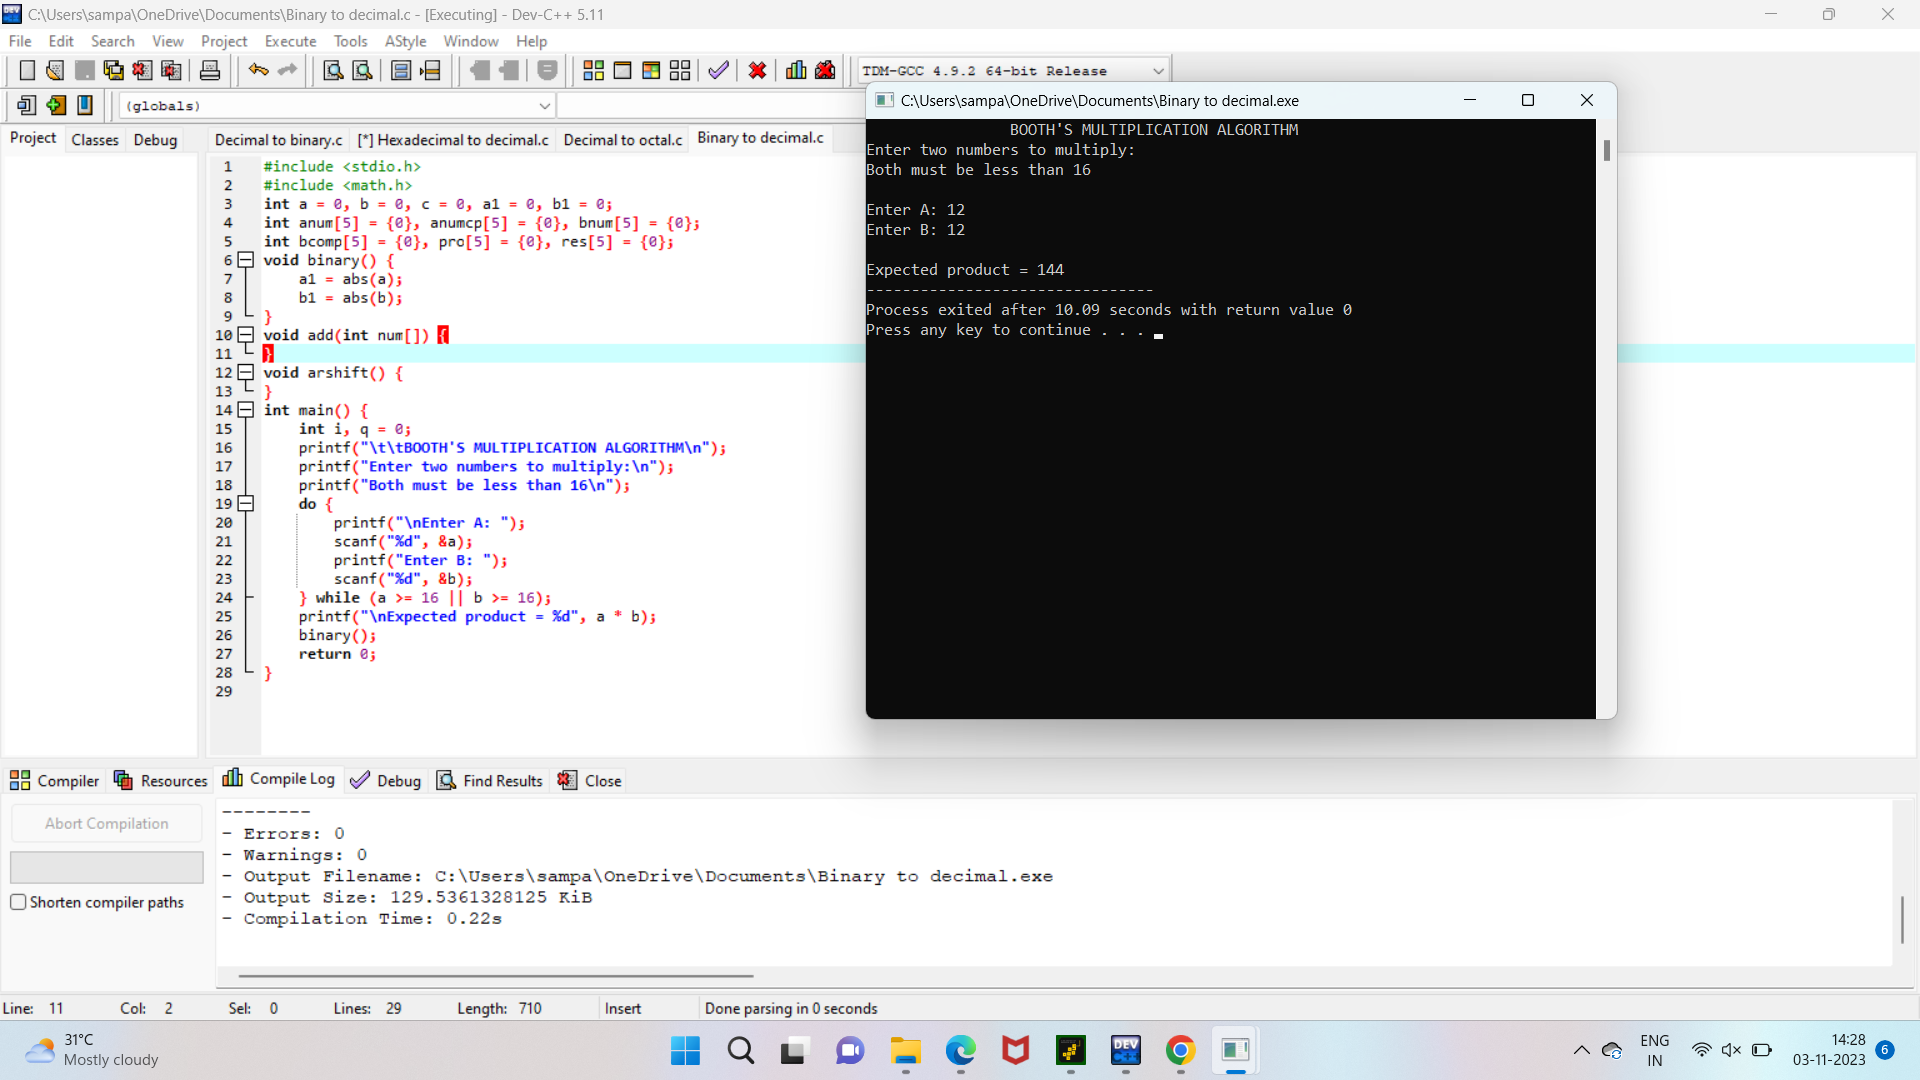 C:\Users\sampa\OneDrive\Documents\Binary to decimal.c - [Executing] - Dev-C++ 5.11
File Edit Search View Project Execute Tools AStyle Window Help
TDM-GCC 4.9.2 64-bit Release
(globals)
Project Classes Debug
Decimal to binary.c [*] Hexadecimal to decimal.c Decimal to octal.c Binary to decimal.c
1 #include <stdio.h>
2 #include <math.h>
3 int a = 0, b = 0, c = 0, a1 = 0, b1 = 0;
4 int anum[5] = {0}, anumcp[5] = {0}, bnum[5] = {0};
5 int bcomp[5] = {0}, pro[5] = {0}, res[5] = {0};
6 void binary() {
7 a1 = abs(a);
8 b1 = abs(b);
9 }
10 void add(int num[]) {
11 }
12 void arshift() {
13 }
14 int main() {
15 int i, q = 0;
16 printf("\t\tBOOTH'S MULTIPLICATION ALGORITHM\n");
17 printf("Enter two numbers to multiply:\n");
18 printf("Both must be less than 16\n");
19 do {
20 printf("\nEnter A: ");
21 scanf("%d", &a);
22 printf("Enter B: ");
23 scanf("%d", &b);
24 } while (a >= 16 || b >= 16);
25 printf("\nExpected product = %d", a * b);
26 binary();
27 return 0;
28 }
29
C:\Users\sampa\OneDrive\Documents\Binary to decimal.exe
BOOTH'S MULTIPLICATION ALGORITHM
Enter two numbers to multiply:
Both must be less than 16
Enter A: 12
Enter B: 12
Expected product = 144
--------------------------------
Process exited after 10.09 seconds with return value 0
Press any key to continue . . .
Compiler Resources Compile Log Debug Find Results Close
Abort Compilation
Shorten compiler paths
--------
- Errors: 0
- Warnings: 0
- Output Filename: C:\Users\sampa\OneDrive\Documents\Binary to decimal.exe
- Output Size: 129.5361328125 KiB
- Compilation Time: 0.22s
Line: 11 Col: 2 Sel: 0 Lines: 29 Length: 710 Insert Done parsing in 0 seconds
31°C
Mostly cloudy
DEV
C++
ENG
IN
14:28
03-11-2023
6